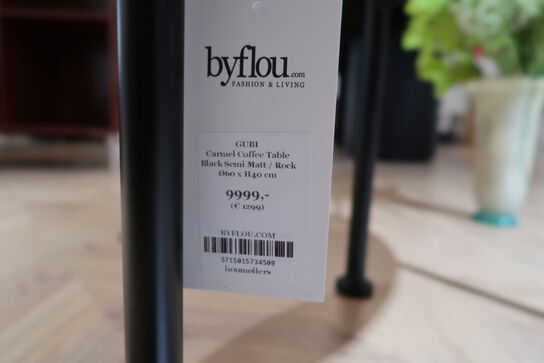 byflou.com
FASHION & LIVING
GUBI
Carmel Coffee Table
Black Semi Matt / Rock
Ø60 x H40 cm
9999,-
(€ 1299)
BYFLOU.COM
5715015734509
boumollers